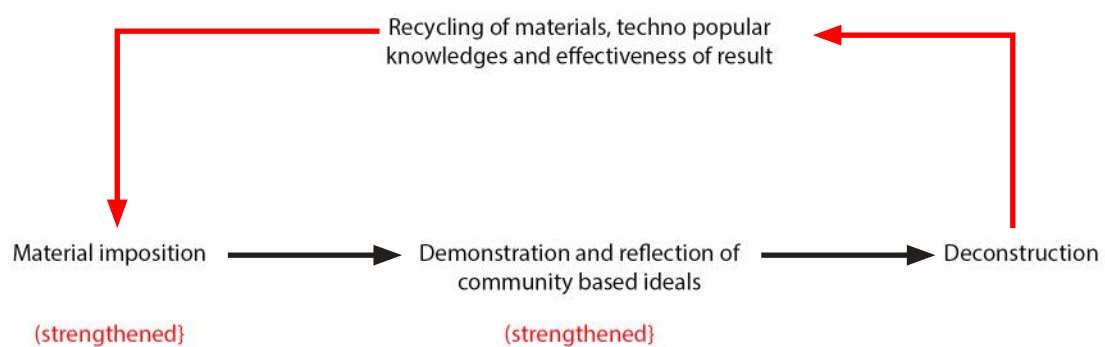 Recycling of materials, techno popular
knowledges and effectiveness of result
Material imposition
Demonstration and reflection of
community based ideals
Deconstruction
(strengthened}
(strengthened}